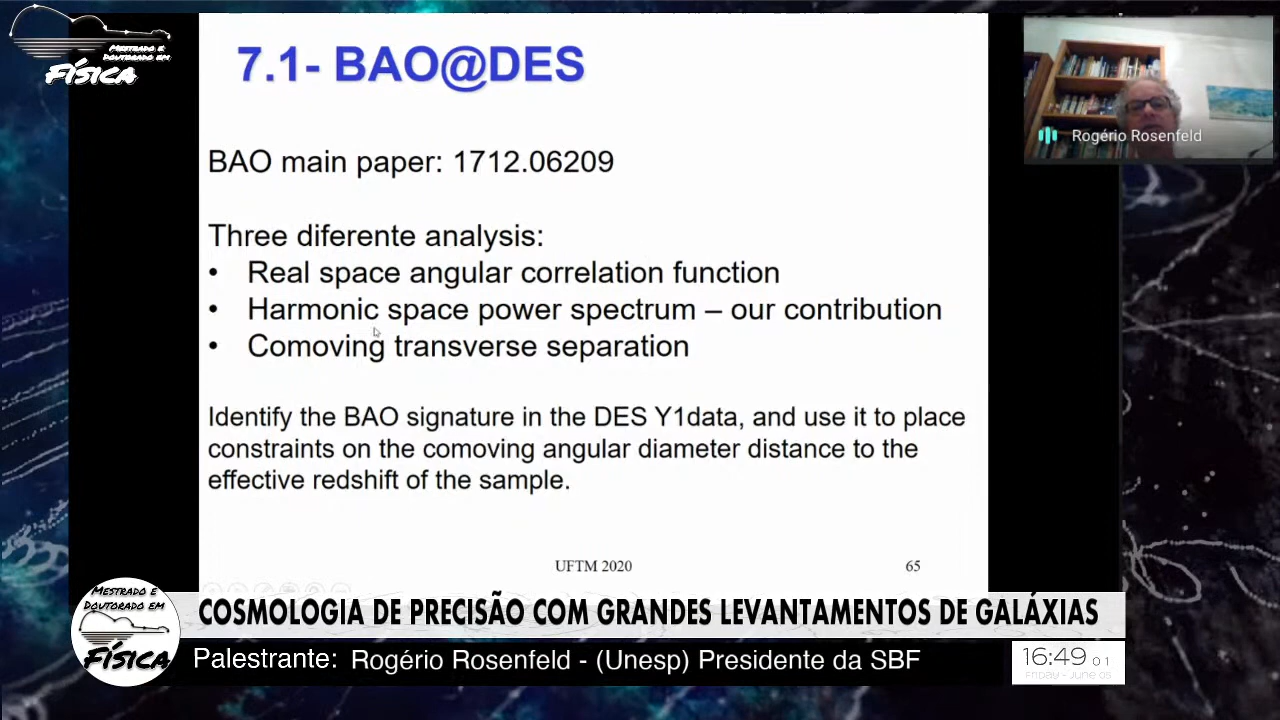 MESTRADO E
DOUTORADO EM
FÍSICA
7.1- BAO@DES
Rogério Rosenfeld
BAO main paper: 1712.06209
Three diferente analysis:
• Real space angular correlation function
• Harmonic space power spectrum – our contribution
• Comoving transverse separation
Identify the BAO signature in the DES Y1data, and use it to place
constraints on the comoving angular diameter distance to the
effective redshift of the sample.
UFTM 2020 65
MESTRADO E
DOUTORADO EM
FÍSICA
COSMOLOGIA DE PRECISÃO COM GRANDES LEVANTAMENTOS DE GALÁXIAS
Palestrante: Rogério Rosenfeld - (Unesp) Presidente da SBF
16:49 01
FRIDAY - JUNE 05